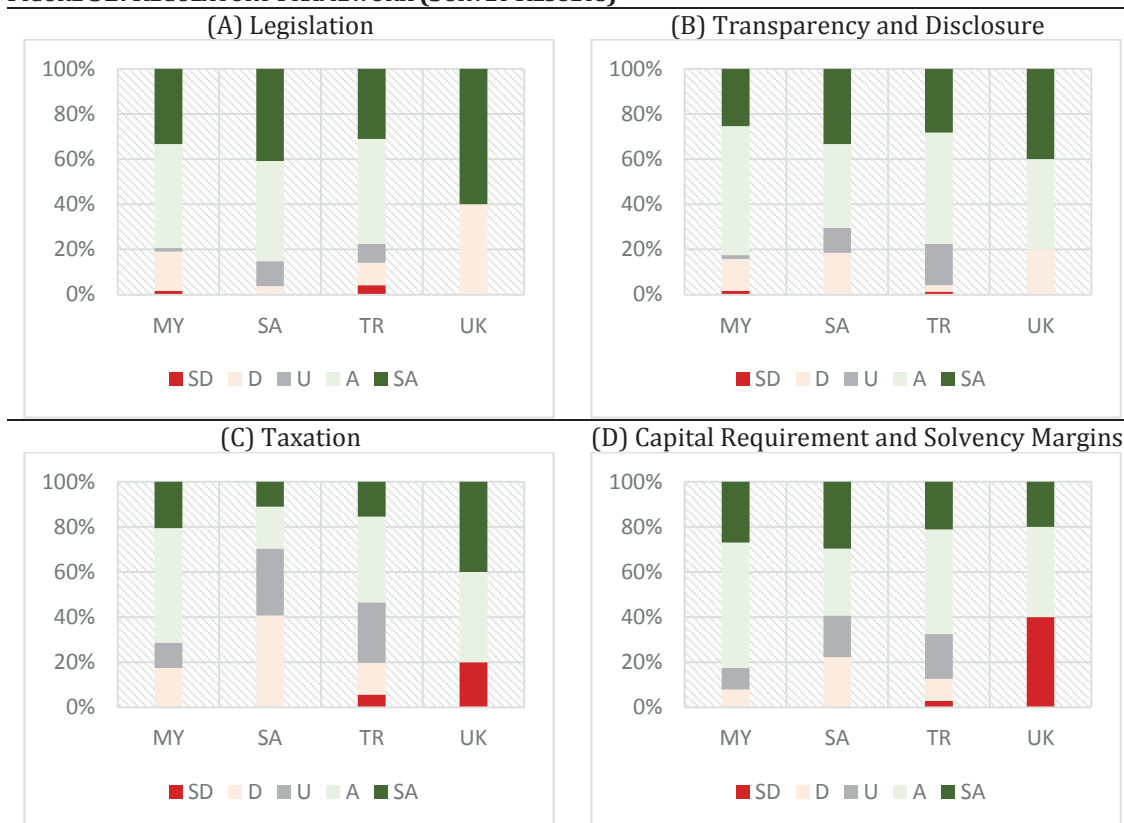 (A) Legislation
(B) Transparency and Disclosure
100%
80%
60%
40%
20%
0%
MY SA TR UK
SD D U A SA
100%
80%
60%
40%
20%
0%
MY SA TR UK
SD D U A SA
(C) Taxation
(D) Capital Requirement and Solvency Margins
100%
80%
60%
40%
20%
0%
MY SA TR UK
SD D U A SA
100%
80%
60%
40%
20%
0%
MY SA TR UK
SD D U A SA